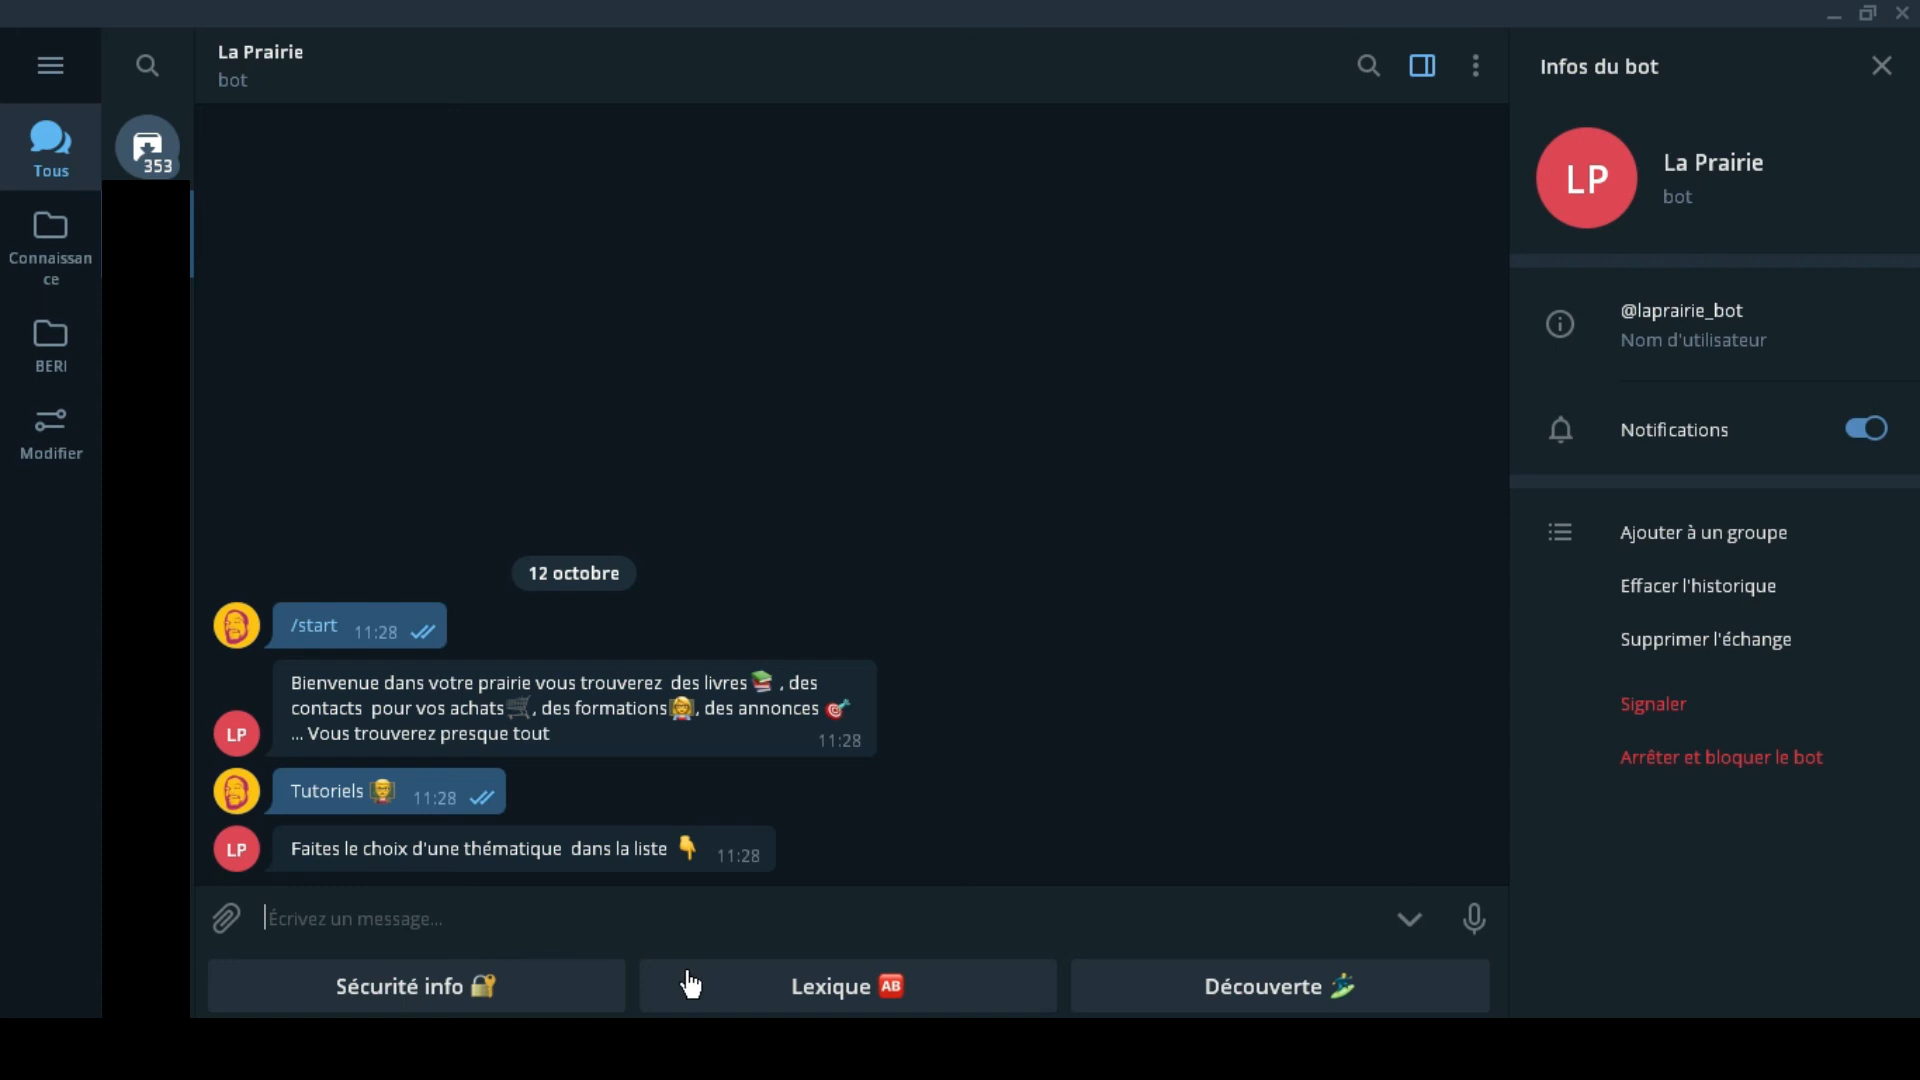 La Prairie
bot
Infos du bot
353
Tous
Connaissan
ce
BERI
Modifier
LP
La Prairie
bot
@laprairie_bot
Nom d'utilisateur
Notifications
Ajouter à un groupe
Effacer l'historique
Supprimer l'échange
Signaler
Arrêter et bloquer le bot
12 octobre
/start 11:28
Bienvenue dans votre prairie vous trouverez des livres📚 , des
contacts pour vos achats🛒, des formations👩‍🏫, des annonces 🎯
... Vous trouverez presque tout 11:28
LP
Tutoriels 👨‍🏫 11:28
LP
Faites le choix d'une thématique dans la liste 👇 11:28
Écrivez un message...
Sécurité info 🔐
Lexique 🆎
Découverte 🏄